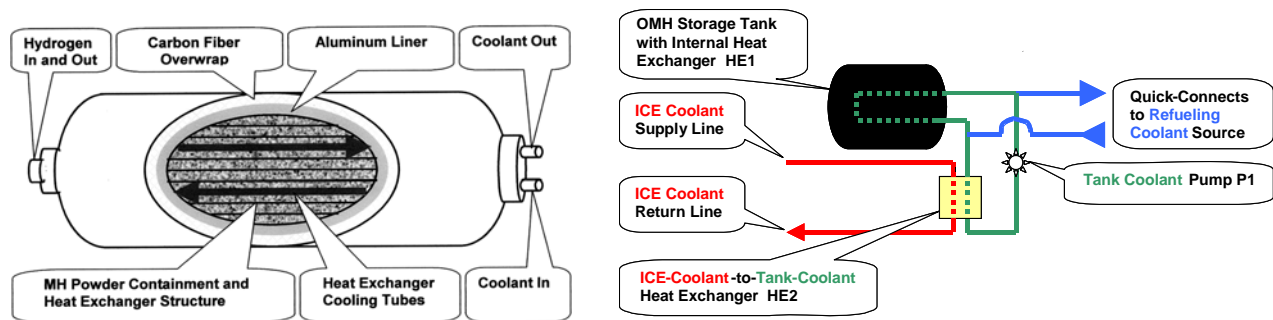 Hydrogen
In and Out
Carbon Fiber
Overwrap
Aluminum Liner
Coolant Out
MH Powder Containment and
Heat Exchanger Structure
Heat Exchanger
Cooling Tubes
Coolant In
OMH Storage Tank
with Internal Heat
Exchanger HE1
ICE Coolant
Supply Line
ICE Coolant
Return Line
Quick-Connects
to Refueling
Coolant Source
Tank Coolant Pump P1
ICE-Coolant-to-Tank-Coolant
Heat Exchanger HE2